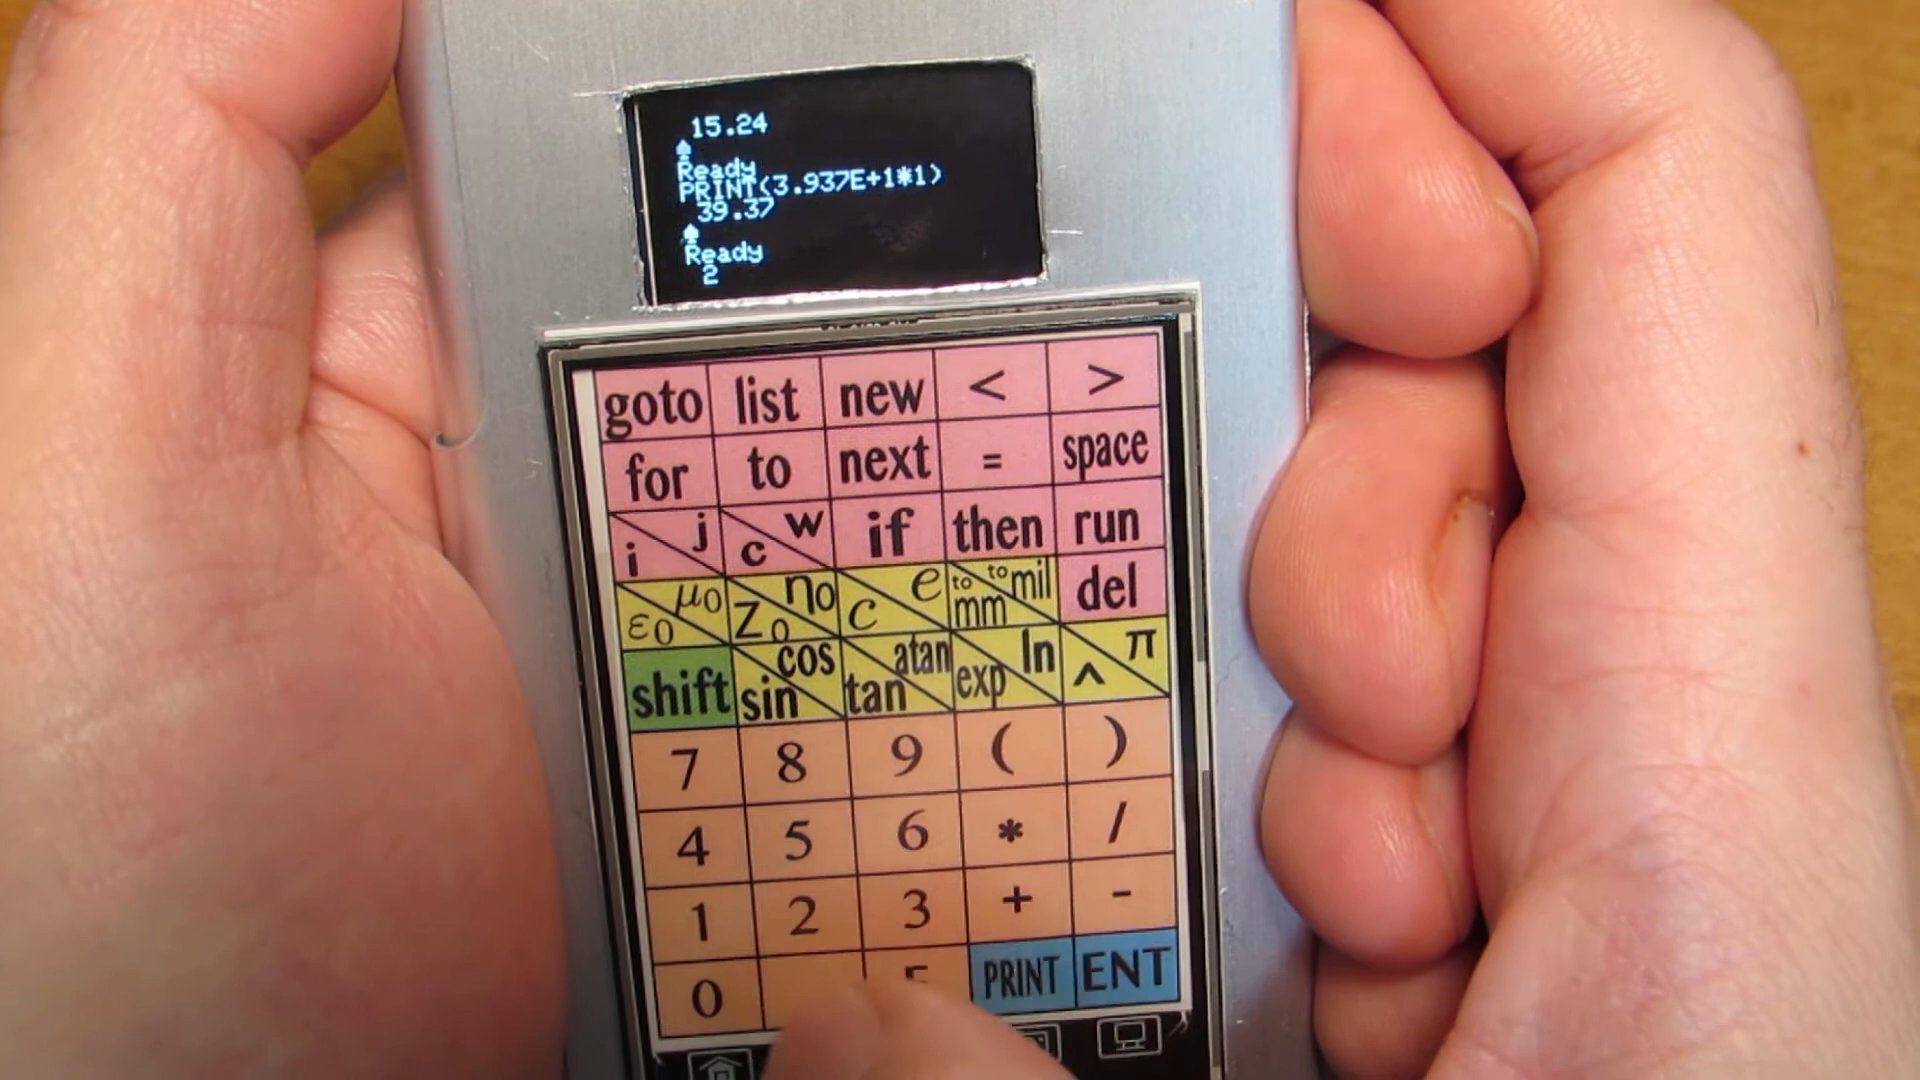 15.24
Ready
PRINT(3.937E+1*1)
39.37
Ready
2
goto list new < >
for to next = space
i j c w if then run
ε0 μ0 Z0 η0 c e to mm to mil del
shift sin cos tan atan exp ln ^ π
7 8 9 ( )
4 5 6 * /
1 2 3 + -
0 PRINT ENT